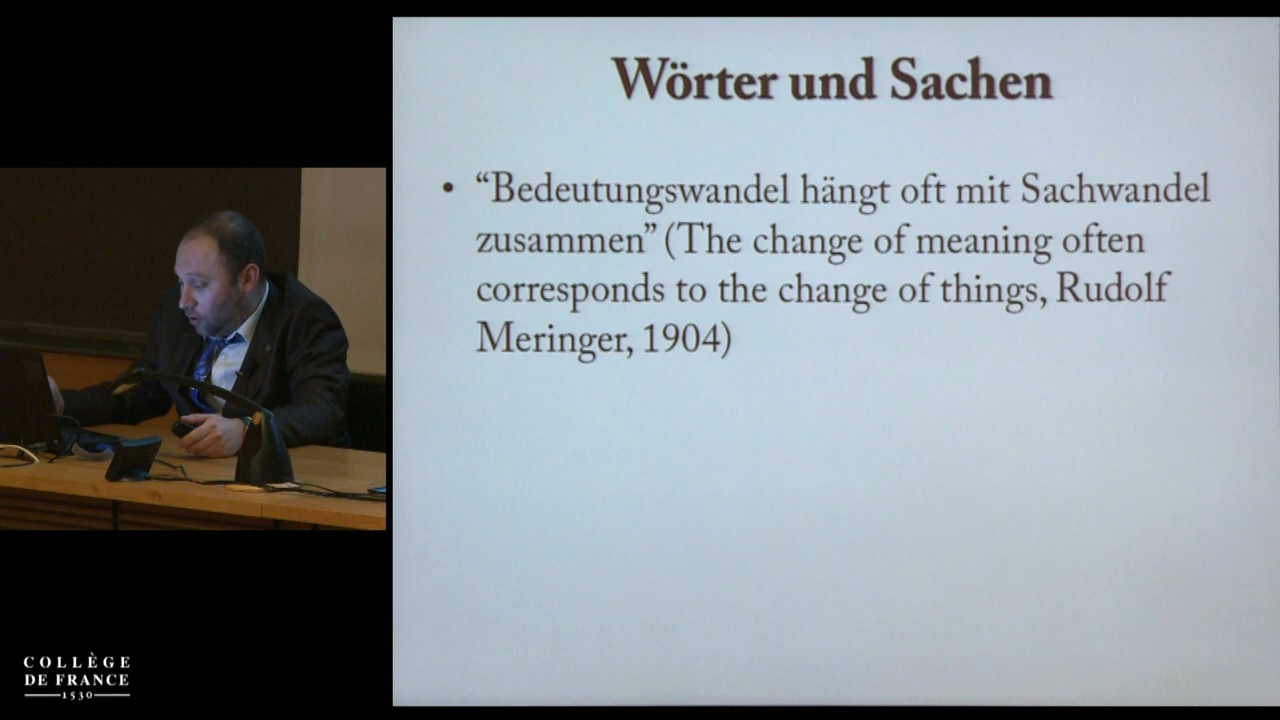 Wörter und Sachen
• “Bedeutungswandel hängt oft mit Sachwandel
zusammen” (The change of meaning often
corresponds to the change of things, Rudolf
Meringer, 1904)
COLLÈGE
DE FRANCE
1530